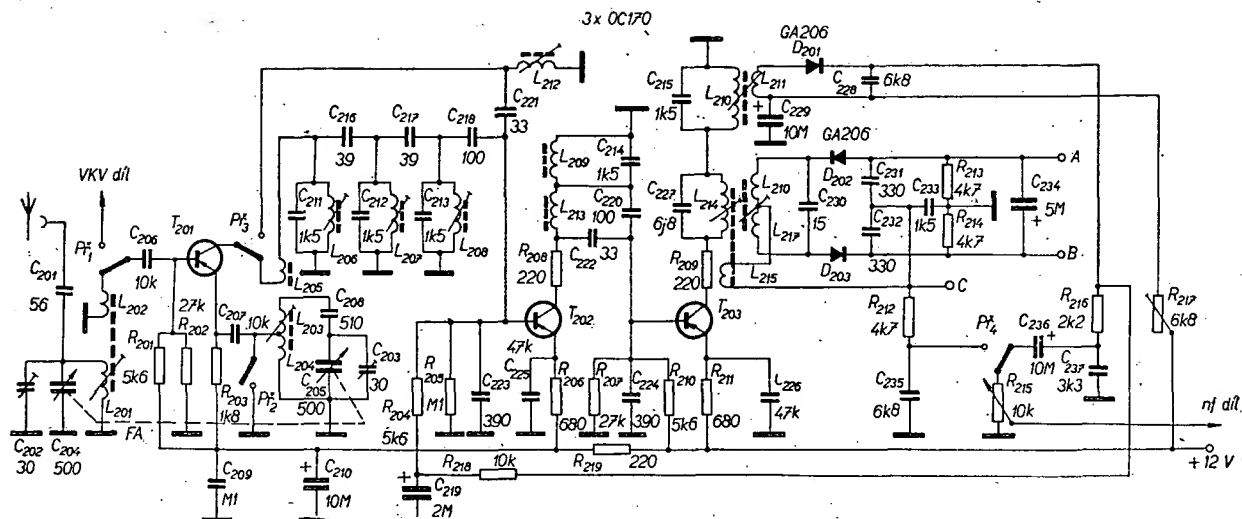 3x OC170
GA206
D201
C228
6k8
L211
L212
C215
1k5
L210
C229
10M
C221
33
C216
39
C217
39
C218
100
VKV díl
Př1
Př3
C206
10k
T201
C211
1k5
L206
C212
1k5
L207
C213
1k5
L208
L209
C214
1k5
C220
100
L213
C222
33
R208
220
C227
6j8
L214
L210
L217
L215
C230
15
GA206
D202
D203
C231
330
C232
330
C233
1k5
R213
4k7
R214
4k7
C234
5M
A
B
C
R209
220
C201
56
L202
L201
27k
R201
5k6
R202
R203
1k8
C207
10k
L205
L203
L204
C208
510
C203
30
C205
500
Př2
FA
C202
30
C204
500
C209
M1
C210
10M
T202
47k
R205
M1
R204
5k6
C223
390
C225
R206
680
R207
27k
C224
390
R210
5k6
T203
R211
680
C226
47k
R212
4k7
C235
6k8
Př4
C236
10M
R215
10k
R216
2k2
C237
3k3
R217
6k8
nf díl
+12 V
R218
10k
R219
220
C219
2M